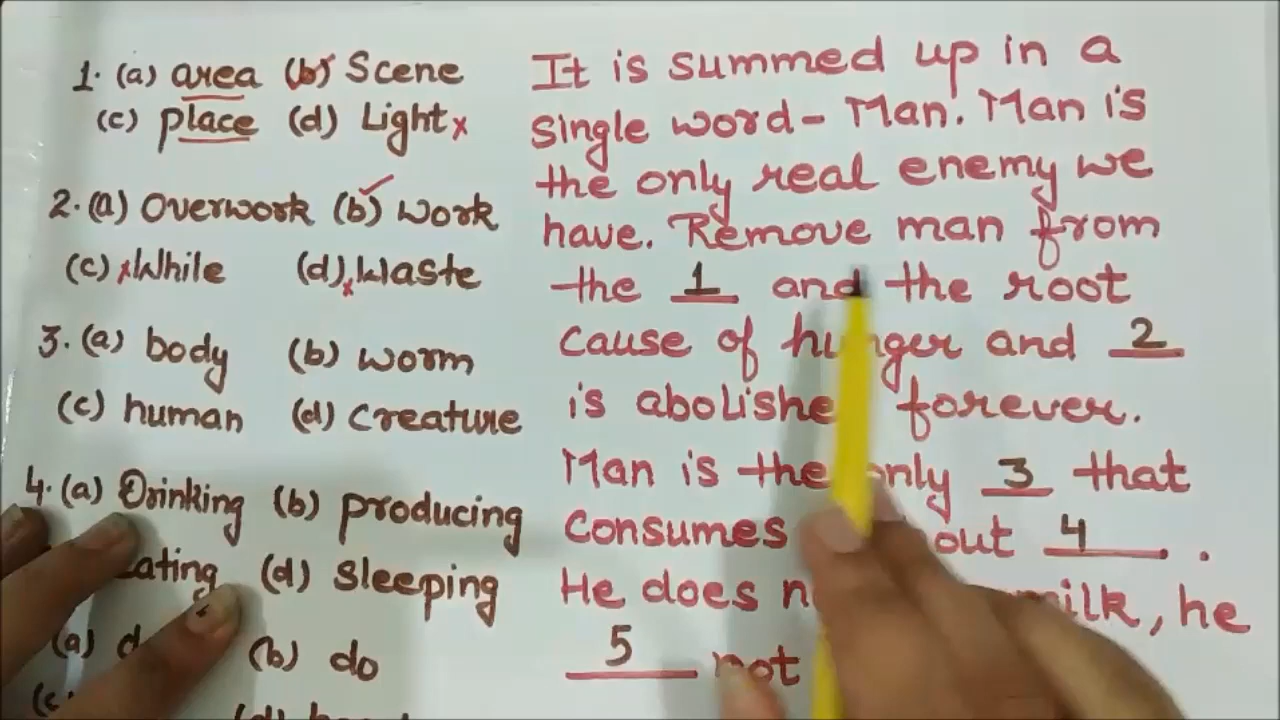 1. (a) area (b) Scene
(c) place (d) Light x
2. (a) Overwork (b) work
(c) x While (d) x Waste
3. (a) body (b) worm
(c) human (d) Creature
4. (a) Drinking (b) producing
(d) Sleeping
(a) (b) do
It is summed up in a
single word- Man. Man is
the only real enemy we
have. Remove man from
the 1 and the root
cause of hunger and 2
is abolished forever.
Man is the only 3 that
Consumes 4 .
He does milk, he
5 not